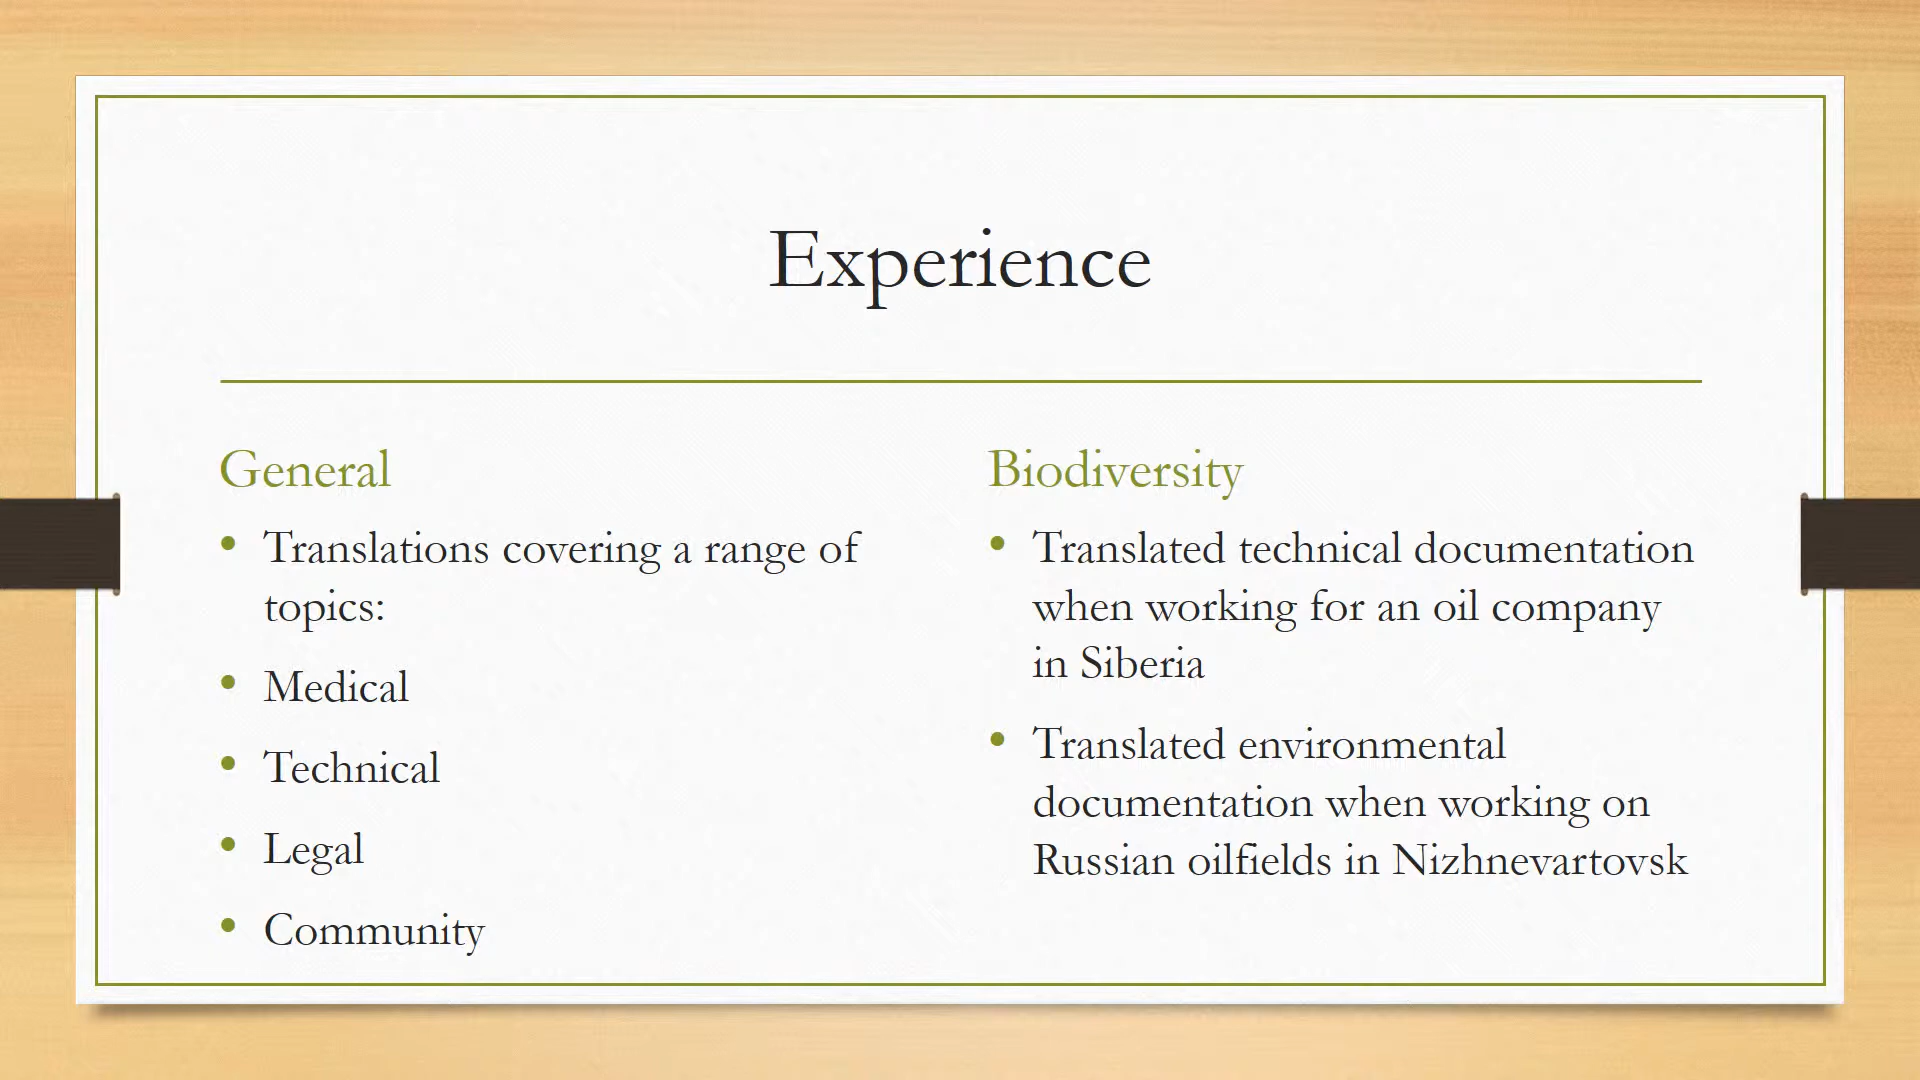 Experience
General
• Translations covering a range of
topics:
• Medical
• Technical
• Legal
• Community
Biodiversity
• Translated technical documentation
when working for an oil company
in Siberia
• Translated environmental
documentation when working on
Russian oilfields in Nizhnevartovsk